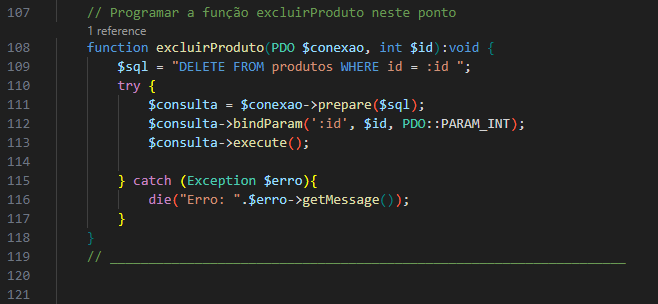 107 // Programar a função excluirProduto neste ponto
1 reference
108 function excluirProduto(PDO $conexao, int $id):void {
109 $sql = "DELETE FROM produtos WHERE id = :id ";
110 try {
111 $consulta = $conexao->prepare($sql);
112 $consulta->bindParam(':id', $id, PDO::PARAM_INT);
113 $consulta->execute();
114
115 } catch (Exception $erro){
116 die("Erro: ".$erro->getMessage());
117 }
118 }
119 // ___________________________________________________________________
120
121